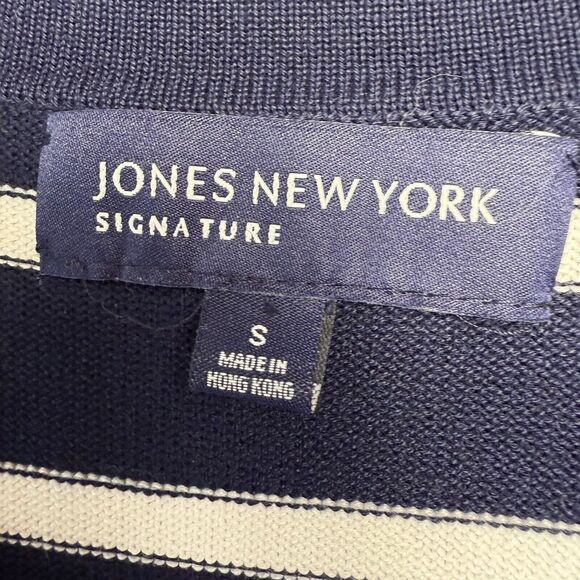 JONES NEW YORK
SIGNATURE
S
MADE IN
HONG KONG